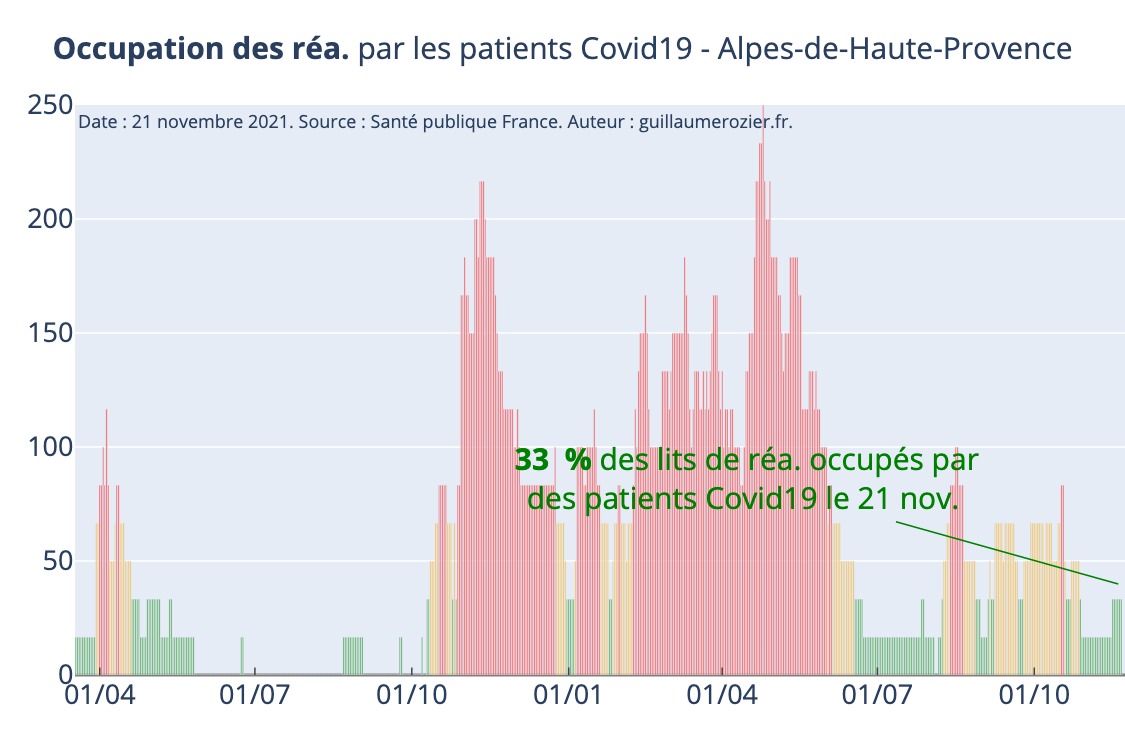 Occupation des réa. par les patients Covid19 - Alpes-de-Haute-Provence
250
Date : 21 novembre 2021. Source : Santé publique France. Auteur : guillaumerozier.fr.
200
150
100
33 % des lits de réa. occupés par
des patients Covid19 le 21 nov.
50
0
01/04 01/07 01/10 01/01 01/04 01/07 01/10